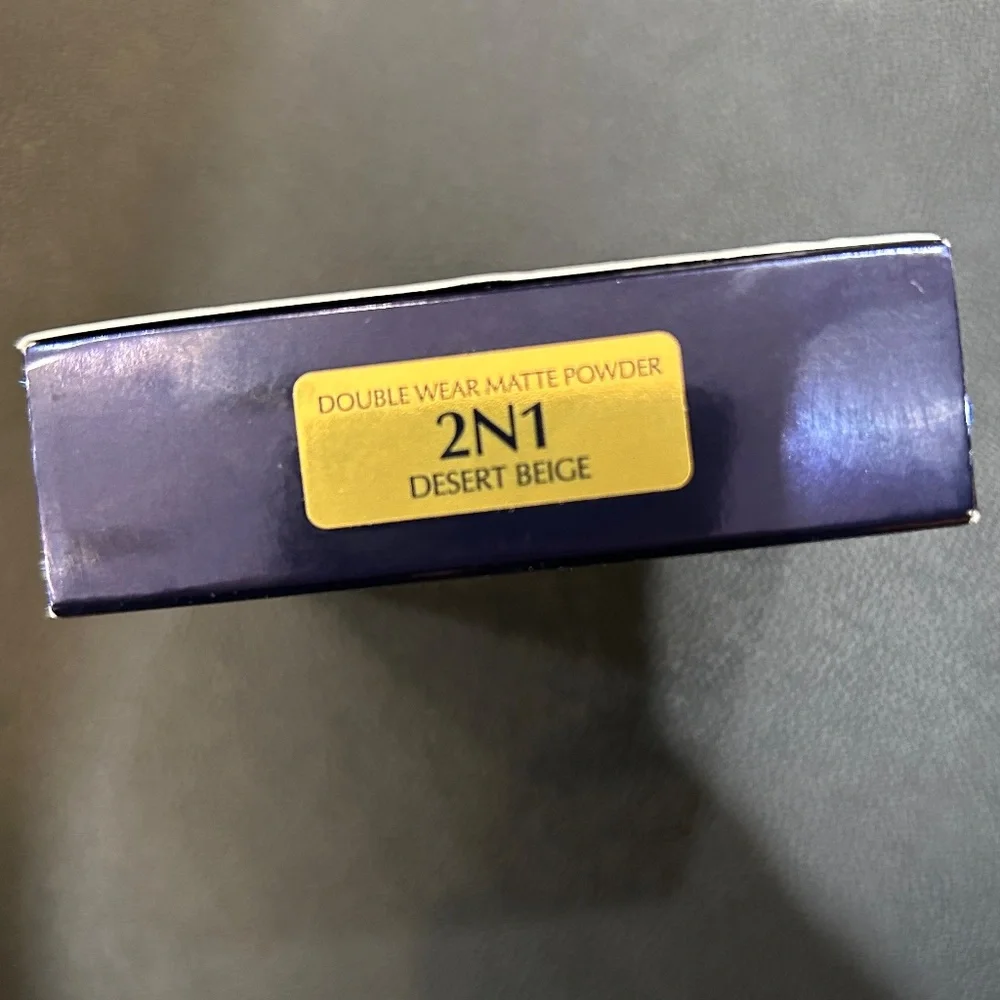 DOUBLE WEAR MATTE POWDER
2N1
DESERT BEIGE